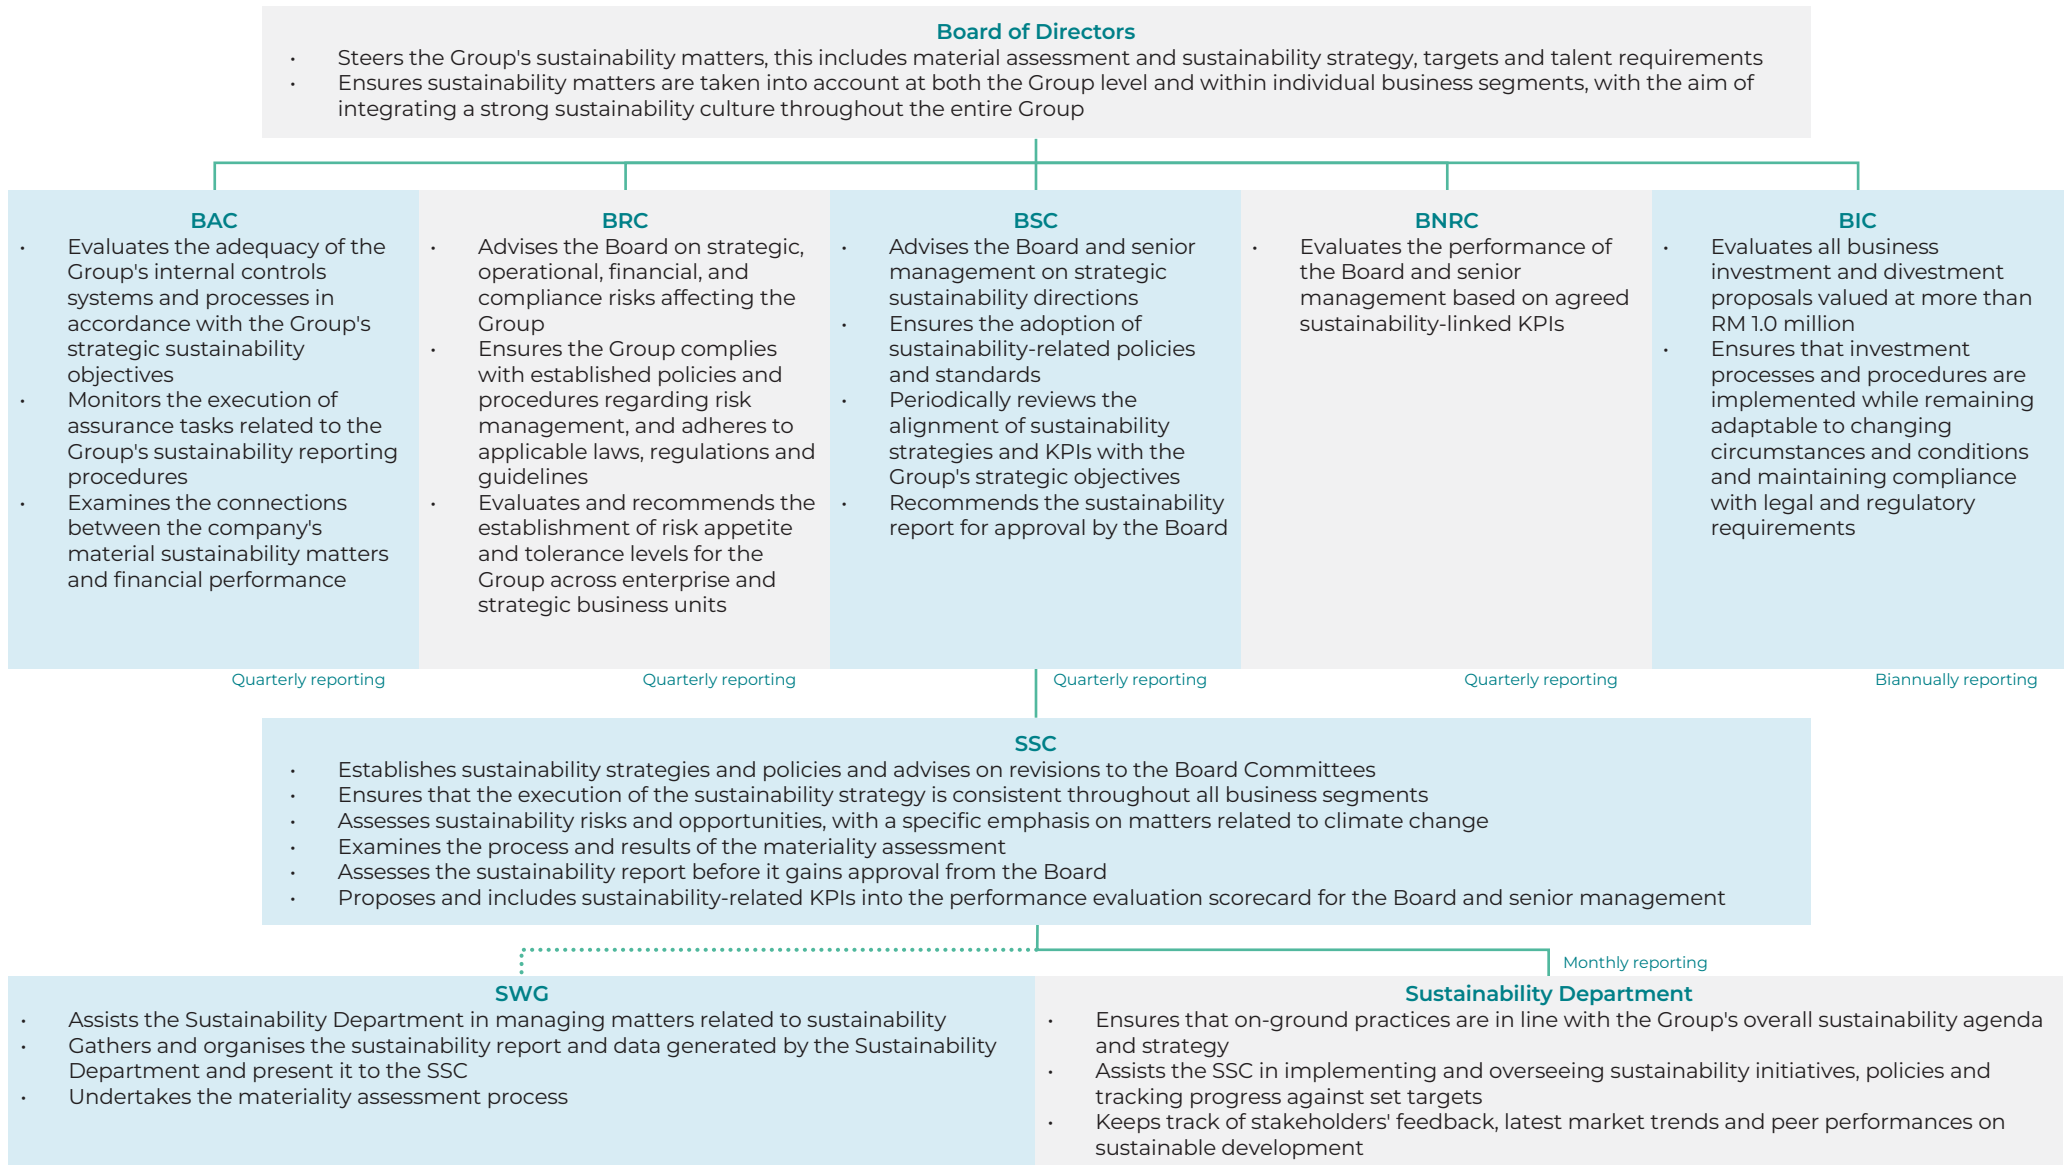 Board of Directors
• Steers the Group's sustainability matters, this includes material assessment and sustainability strategy, targets and talent requirements
• Ensures sustainability matters are taken into account at both the Group level and within individual business segments, with the aim of
integrating a strong sustainability culture throughout the entire Group
BAC
• Evaluates the adequacy of the
Group's internal controls
systems and processes in
accordance with the Group's
strategic sustainability
objectives
• Monitors the execution of
assurance tasks related to the
Group's sustainability reporting
procedures
• Examines the connections
between the company's
material sustainability matters
and financial performance
Quarterly reporting
BRC
• Advises the Board on strategic,
operational, financial, and
compliance risks affecting the
Group
• Ensures the Group complies
with established policies and
procedures regarding risk
management, and adheres to
applicable laws, regulations and
guidelines
• Evaluates and recommends the
establishment of risk appetite
and tolerance levels for the
Group across enterprise and
strategic business units
Quarterly reporting
BSC
• Advises the Board and senior
management on strategic
sustainability directions
• Ensures the adoption of
sustainability-related policies
and standards
• Periodically reviews the
alignment of sustainability
strategies and KPIs with the
Group's strategic objectives
• Recommends the sustainability
report for approval by the Board
Quarterly reporting
BNRC
• Evaluates the performance of
the Board and senior
management based on agreed
sustainability-linked KPIs
Quarterly reporting
BIC
• Evaluates all business
investment and divestment
proposals valued at more than
RM 1.0 million
• Ensures that investment
processes and procedures are
implemented while remaining
adaptable to changing
circumstances and conditions
and maintaining compliance
with legal and regulatory
requirements
Biannually reporting
SSC
• Establishes sustainability strategies and policies and advises on revisions to the Board Committees
• Ensures that the execution of the sustainability strategy is consistent throughout all business segments
• Assesses sustainability risks and opportunities, with a specific emphasis on matters related to climate change
• Examines the process and results of the materiality assessment
• Assesses the sustainability report before it gains approval from the Board
• Proposes and includes sustainability-related KPIs into the performance evaluation scorecard for the Board and senior management
SWG
• Assists the Sustainability Department in managing matters related to sustainability
• Gathers and organises the sustainability report and data generated by the Sustainability
Department and present it to the SSC
• Undertakes the materiality assessment process
Monthly reporting
Sustainability Department
• Ensures that on-ground practices are in line with the Group's overall sustainability agenda
and strategy
• Assists the SSC in implementing and overseeing sustainability initiatives, policies and
tracking progress against set targets
• Keeps track of stakeholders' feedback, latest market trends and peer performances on
sustainable development